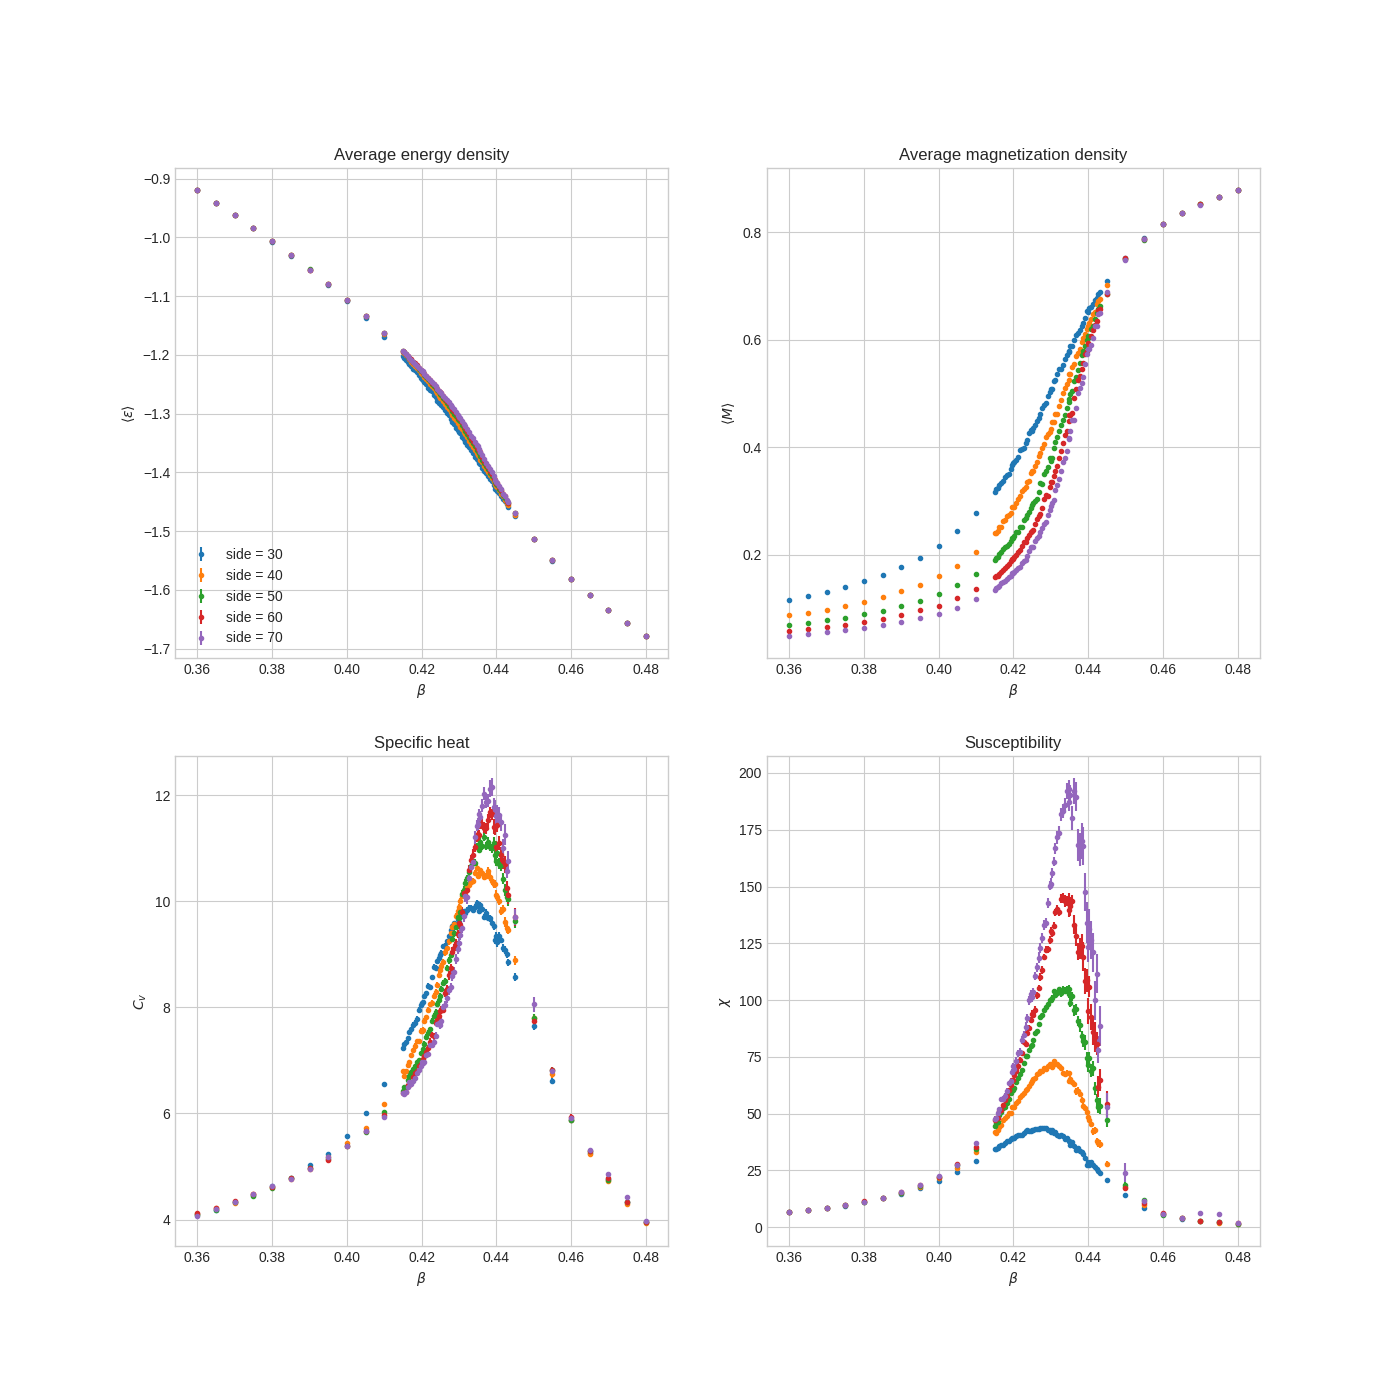 Average energy density
−0.9
−1.0
−1.1
−1.2
−1.3
−1.4
−1.5
−1.6
−1.7
⟨ε⟩
side = 30
side = 40
side = 50
side = 60
side = 70
0.36 0.38 0.40 0.42 0.44 0.46 0.48
β
Average magnetization density
0.8
0.6
0.4
0.2
⟨M⟩
0.36 0.38 0.40 0.42 0.44 0.46 0.48
β
Specific heat
12
10
8
6
4
C_v
0.36 0.38 0.40 0.42 0.44 0.46 0.48
β
Susceptibility
200
175
150
125
100
75
50
25
0
χ
0.36 0.38 0.40 0.42 0.44 0.46 0.48
β